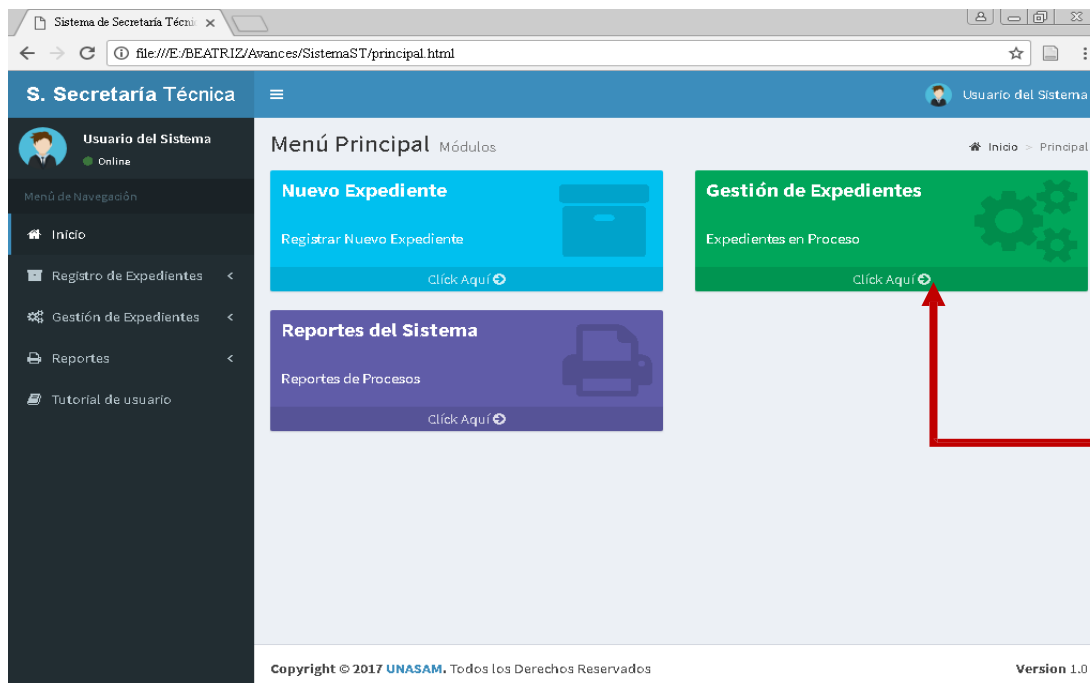 Sistema de Secretaría Técni
file:///E:/BEATRIZ/Avances/SistemaST/principal.html
S. Secretaría Técnica
Usuario del Sistema
Usuario del Sistema
Online
Menú de Navegación
Inicio
Registro de Expedientes
Gestión de Expedientes
Reportes
Tutorial de usuario
Menú Principal Módulos
Inicio > Principal
Nuevo Expediente
Registrar Nuevo Expediente
Clíck Aquí
Gestión de Expedientes
Expedientes en Proceso
Clíck Aquí
Reportes del Sistema
Reportes de Procesos
Clíck Aquí
Copyright © 2017 UNASAM. Todos los Derechos Reservados
Version 1.0